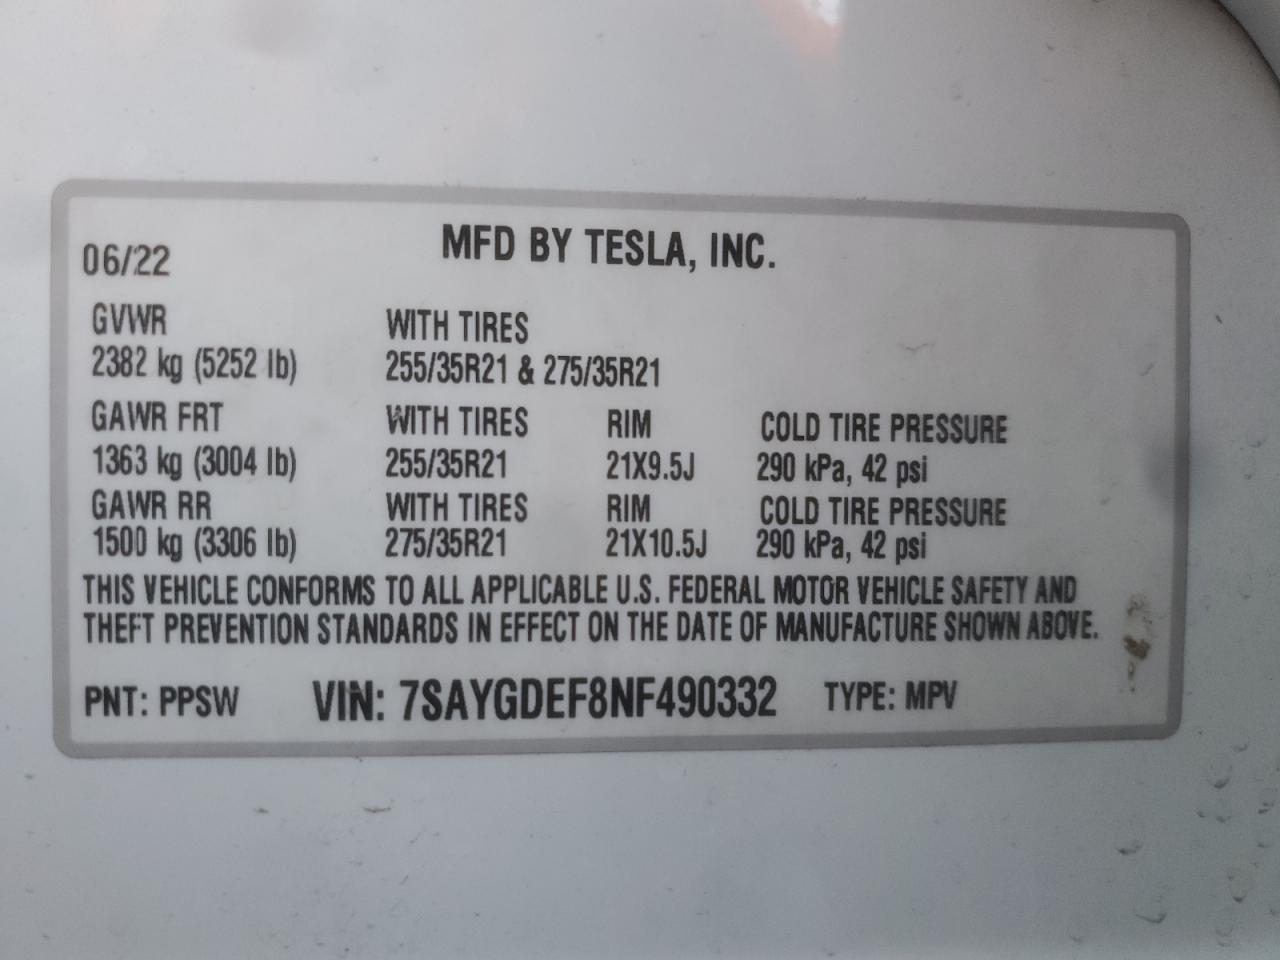 MFD BY TESLA, INC.
06/22
GVWR WITH TIRES
2382 kg (5252 lb) 255/35R21 & 275/35R21
GAWR FRT WITH TIRES RIM COLD TIRE PRESSURE
1363 kg (3004 lb) 255/35R21 21X9.5J 290 kPa, 42 psi
GAWR RR WITH TIRES RIM COLD TIRE PRESSURE
1500 kg (3306 lb) 275/35R21 21X10.5J 290 kPa, 42 psi
THIS VEHICLE CONFORMS TO ALL APPLICABLE U.S. FEDERAL MOTOR VEHICLE SAFETY AND
THEFT PREVENTION STANDARDS IN EFFECT ON THE DATE OF MANUFACTURE SHOWN ABOVE.
PNT: PPSW VIN: 7SAYGDEF8NF490332 TYPE: MPV